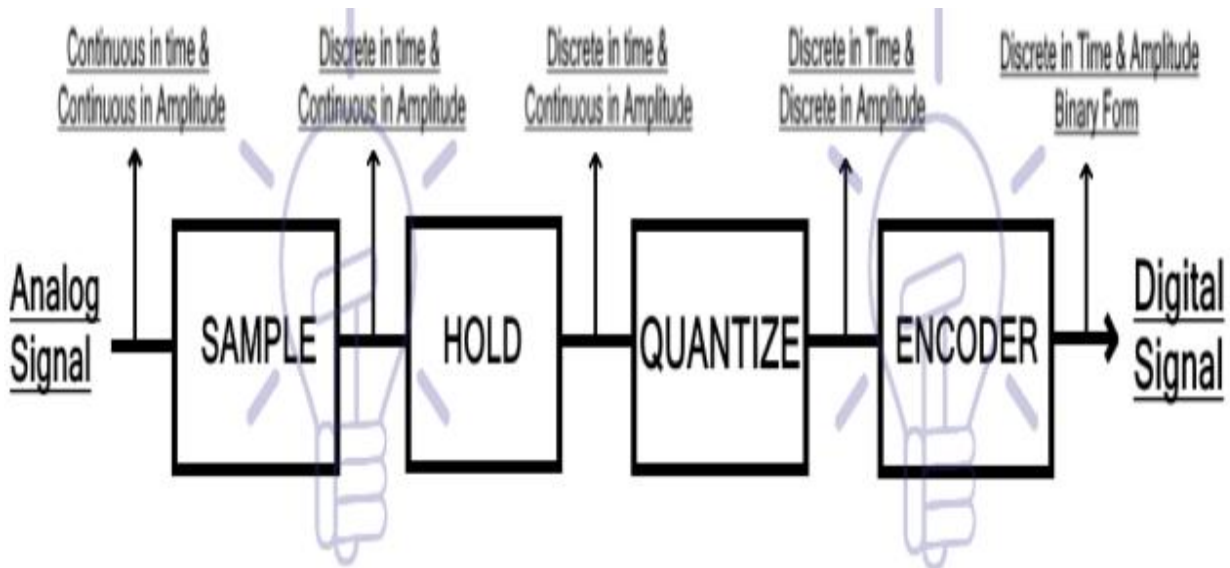 Continuous in time &
Continuous in Amplitude
Discrete in time &
Continuous in Amplitude
Discrete in time &
Continuous in Amplitude
Discrete in Time &
Discrete in Amplitude
Discrete in Time & Amplitude
Binary Form
Analog
Signal
SAMPLE
HOLD
QUANTIZE
ENCODER
Digital
Signal